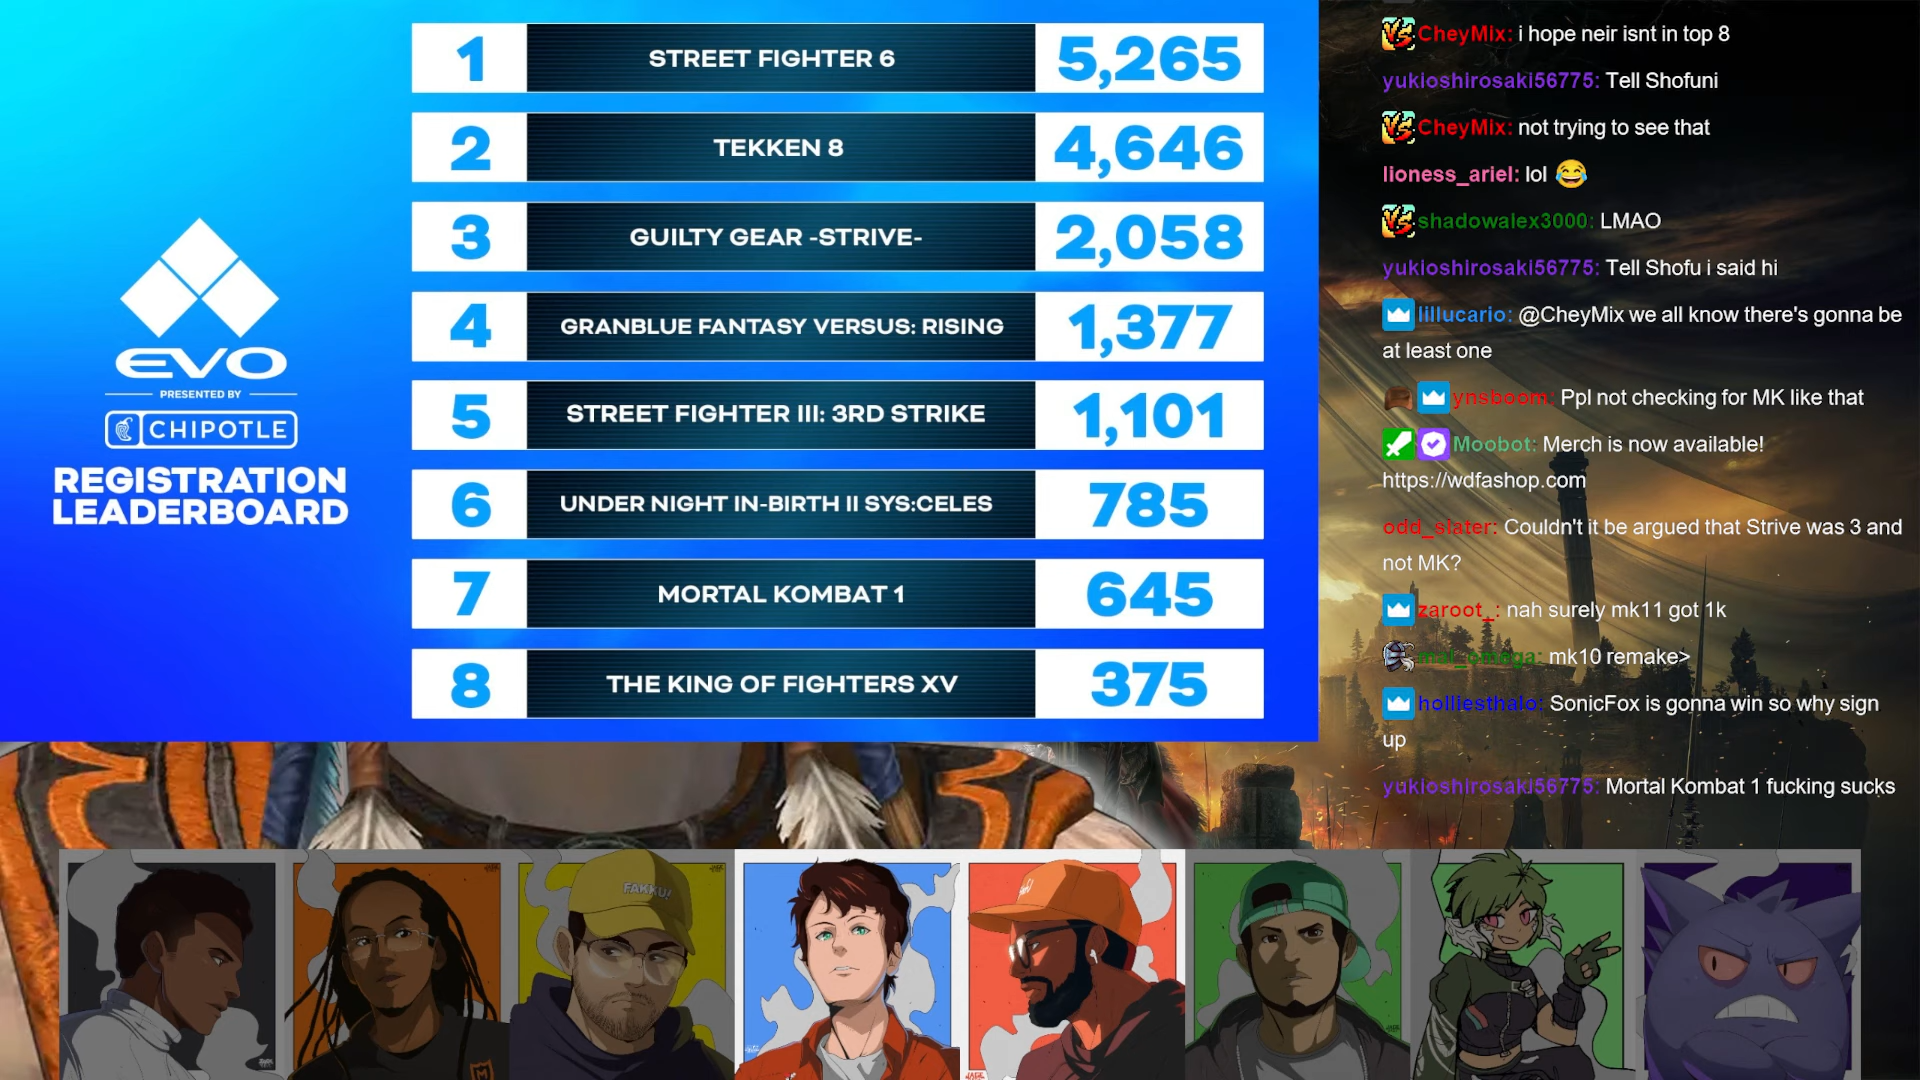 1 STREET FIGHTER 6 5,265
2 TEKKEN 8 4,646
3 GUILTY GEAR -STRIVE- 2,058
4 GRANBLUE FANTASY VERSUS: RISING 1,377
5 STREET FIGHTER III: 3RD STRIKE 1,101
6 UNDER NIGHT IN-BIRTH II SYS:CELES 785
7 MORTAL KOMBAT 1 645
8 THE KING OF FIGHTERS XV 375
EVO
PRESENTED BY
CHIPOTLE
REGISTRATION
LEADERBOARD
CheyMix: i hope neir isnt in top 8
yukioshirosaki56775: Tell Shofuni
CheyMix: not trying to see that
lioness_ariel: lol 😂
shadowalex3000: LMAO
yukioshirosaki56775: Tell Shofu i said hi
lillucario: @CheyMix we all know there's gonna be
at least one
ynsboom: Ppl not checking for MK like that
Moobot: Merch is now available!
https://wdfashop.com
odd_slater: Couldn't it be argued that Strive was 3 and
not MK?
zaroot_: nah surely mk11 got 1k
mal_omega: mk10 remake>
holliesthalo: SonicFox is gonna win so why sign
up
yukioshirosaki56775: Mortal Kombat 1 fucking sucks
FAKKU!